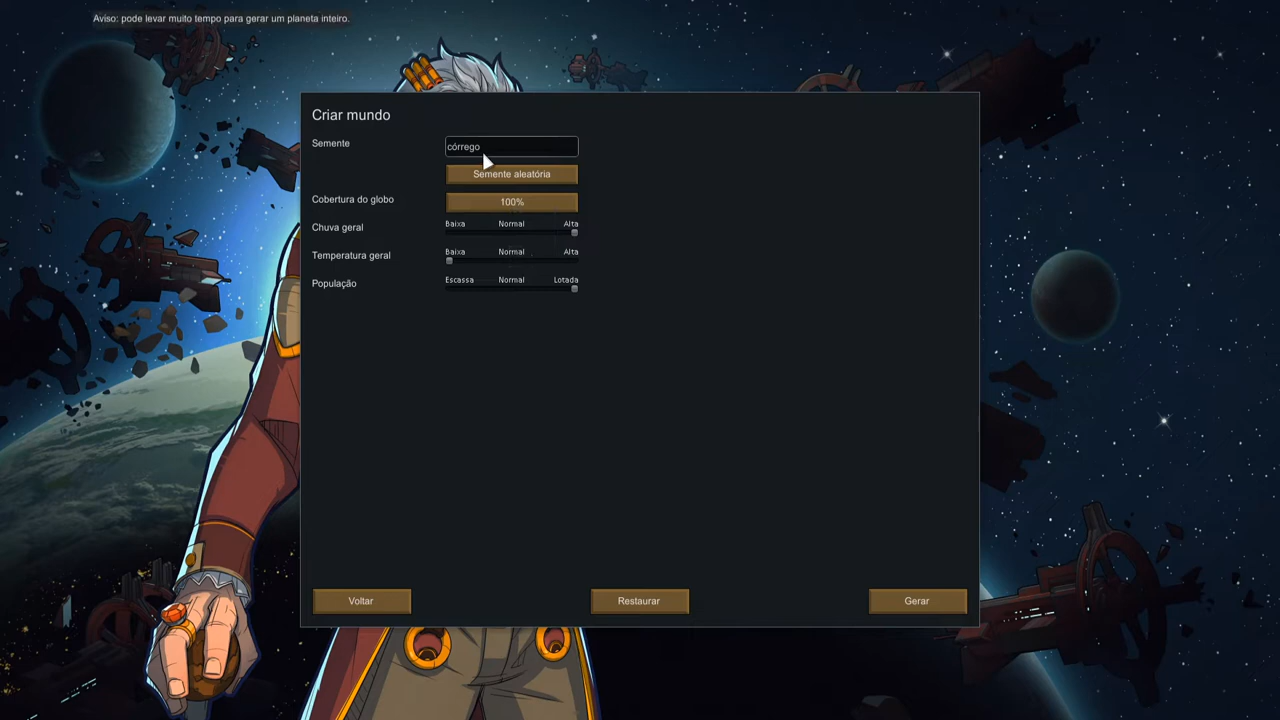 Aviso: pode levar muito tempo para gerar um planeta inteiro.
Criar mundo
Semente
córrego
Semente aleatória
Cobertura do globo
100%
Chuva geral
Baixa Normal Alta
Temperatura geral
Baixa Normal Alta
População
Escassa Normal Lotada
Voltar
Restaurar
Gerar